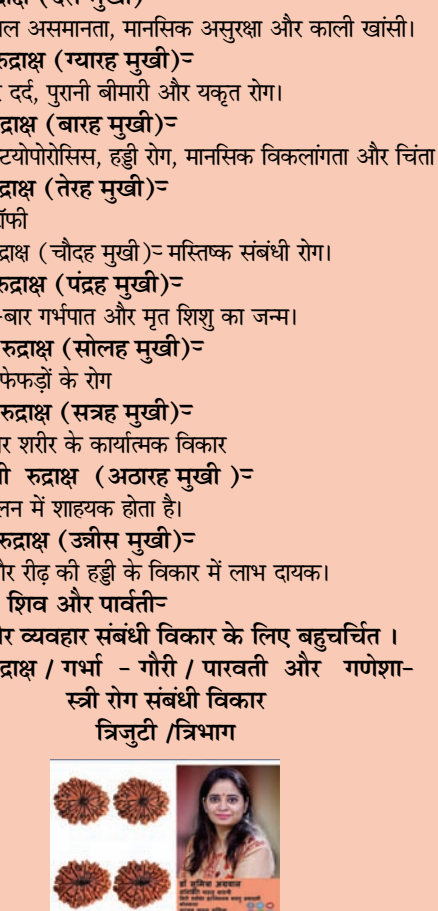 ल असमानता, मानसिक असुरक्षा और काली खांसी।
रुद्राक्ष (ग्यारह मुखी)-
दर्द, पुरानी बीमारी और यकृत रोग।
द्राक्ष (बारह मुखी)-
टयोपोरोसिस, हड्डी रोग, मानसिक विकलांगता और चिंता
द्राक्ष (तेरह मुखी)-
ॉफी
द्राक्ष (चौदह मुखी)- मस्तिष्क संबंधी रोग।
रुद्राक्ष (पंद्रह मुखी)-
-बार गर्भपात और मृत शिशु का जन्म।
रुद्राक्ष (सोलह मुखी)-
फेफड़ों के रोग
रुद्राक्ष (सत्रह मुखी)-
र शरीर के कार्यात्मक विकार
ी रुद्राक्ष (अठारह मुखी )-
लन में शाहयक होता है।
रुद्राक्ष (उन्नीस मुखी)-
र रीढ़ की हड्डी के विकार में लाभ दायक।
शिव और पार्वती-
र व्यवहार संबंधी विकार के लिए बहुचर्चित ।
द्राक्ष / गर्भा - गौरी / पारवती और गणेशा-
स्त्री रोग संबंधी विकार
त्रिजुटी /त्रिभाग
डॉ सुमित्रा अग्रवाल